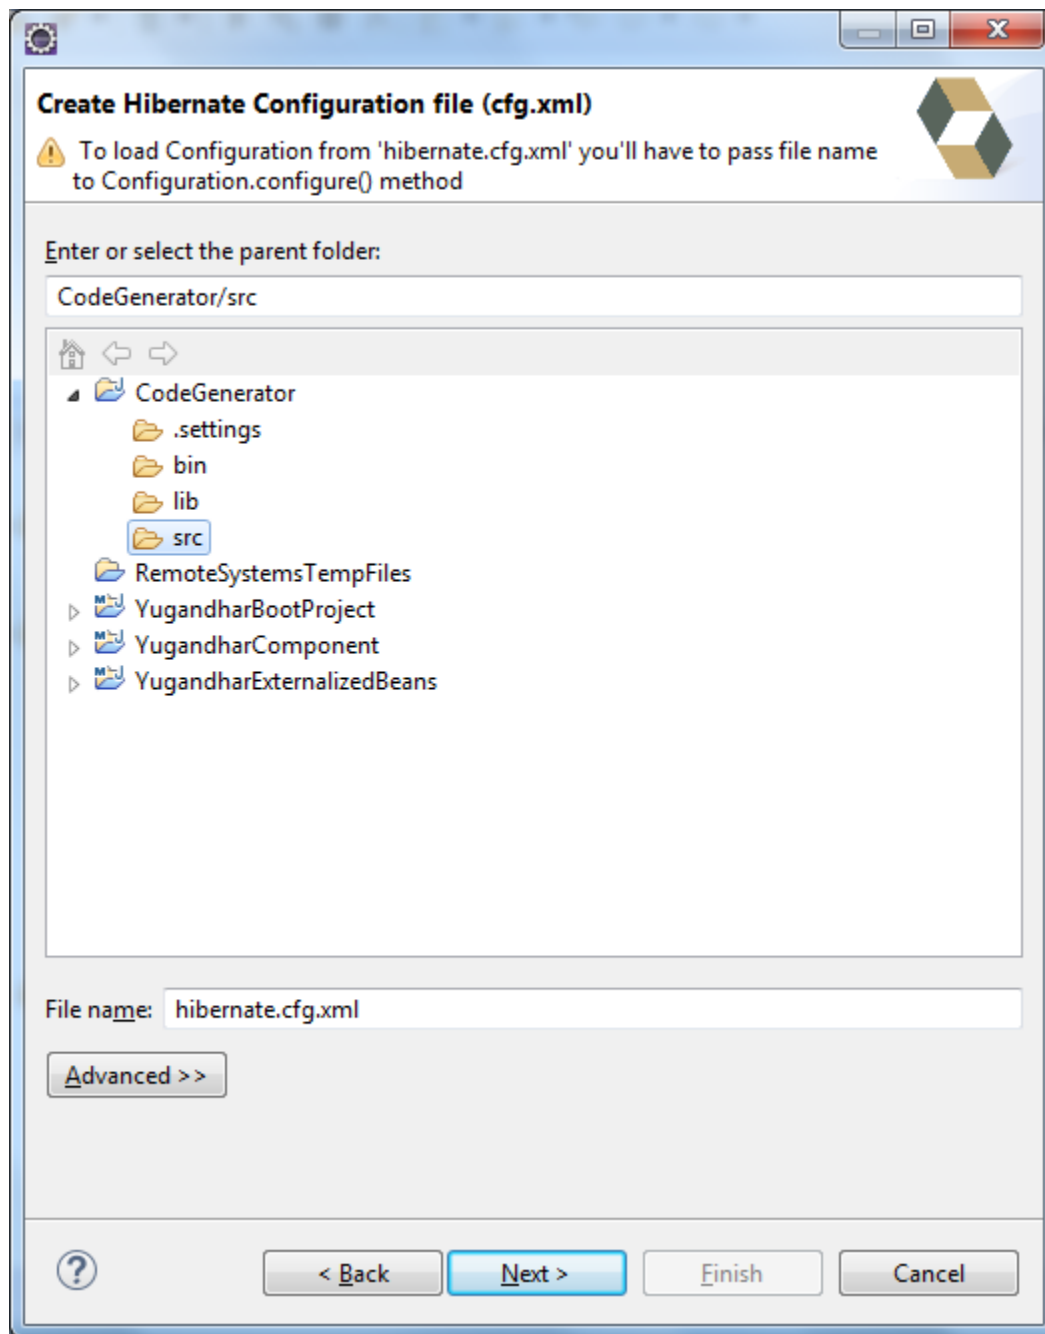 Create Hibernate Configuration file (cfg.xml)
To load Configuration from 'hibernate.cfg.xml' you'll have to pass file name
to Configuration.configure() method
Enter or select the parent folder:
CodeGenerator/src
CodeGenerator
.settings
bin
lib
src
RemoteSystemsTempFiles
YugandharBootProject
YugandharComponent
YugandharExternalizedBeans
File name: hibernate.cfg.xml
Advanced >>
< Back Next > Finish Cancel